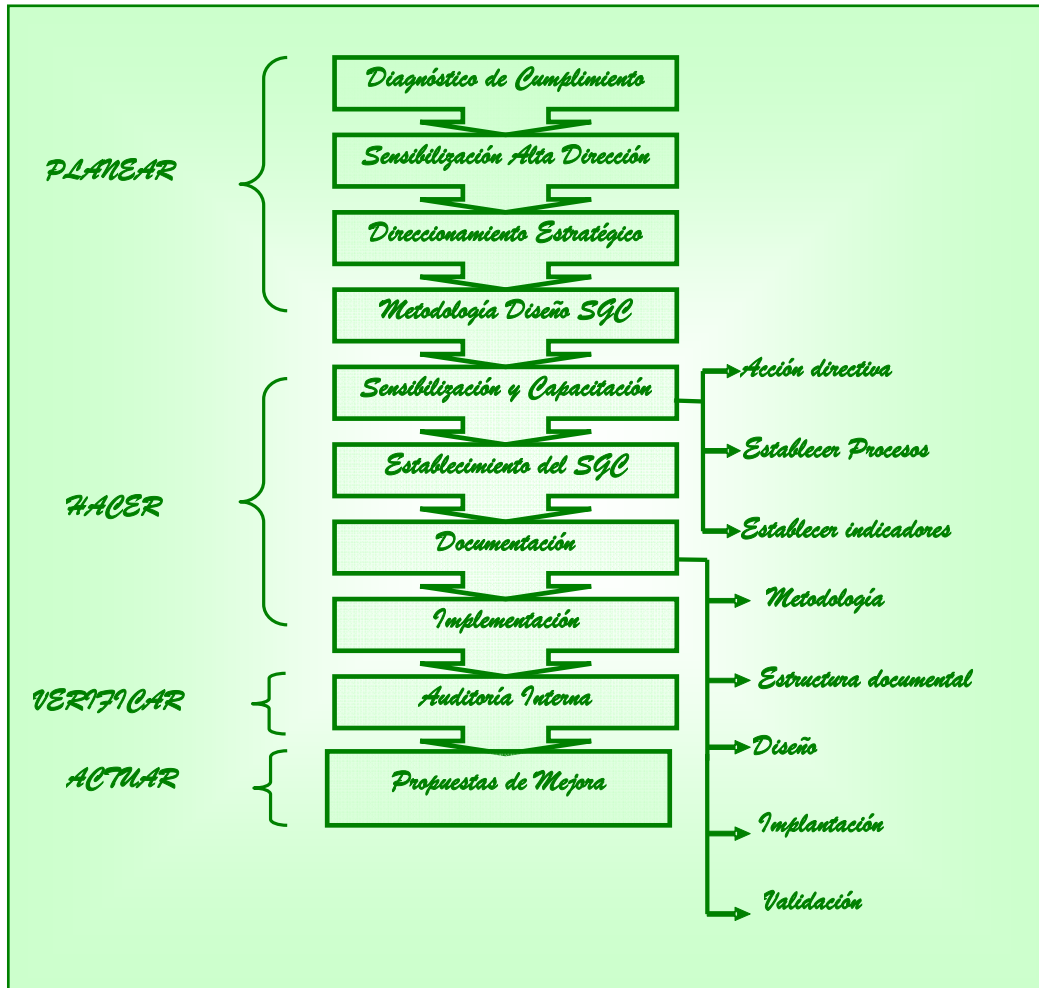 Diagnóstico de Cumplimiento
Sensibilización Alta Dirección
PLANEAR
Direccionamiento Estratégico
Metodología Diseño SGC
Sensibilización y Capacitación
Acción directiva
Establecer Procesos
Establecer indicadores
Establecimiento del SGC
HACER
Documentación
Metodología
Estructura documental
Diseño
Implantación
Validación
Implementación
VERIFICAR
Auditoría Interna
ACTUAR
Propuestas de Mejora